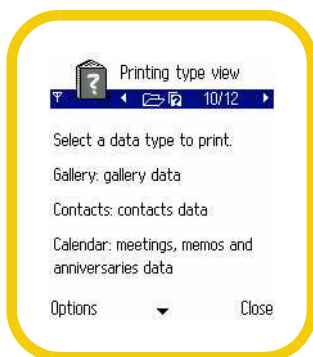 Printing type view
10/12
Select a data type to print.
Gallery: gallery data
Contacts: contacts data
Calendar: meetings, memos and
anniversaries data
Options
Close